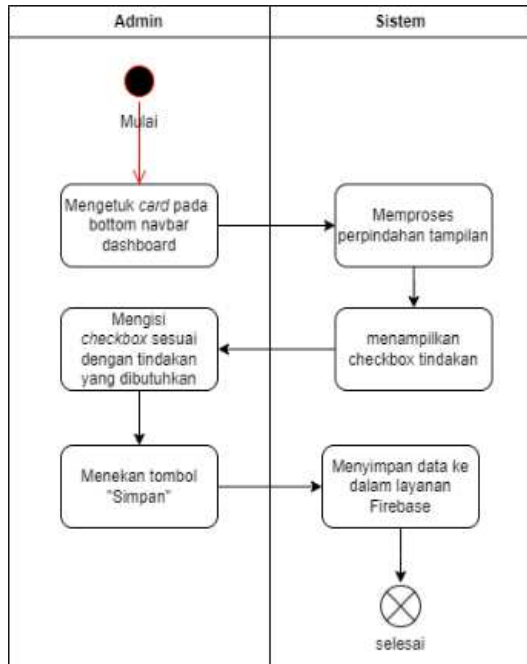 Admin
Sistem
Mulai
Mengetuk card pada
bottom navbar
dashboard
Memproses
perpindahan tampilan
menampilkan
checkbox tindakan
Mengisi
checkbox sesuai
dengan tindakan
yang dibutuhkan
Menekan tombol
"Simpan"
Menyimpan data ke
dalam layanan
Firebase
selesai